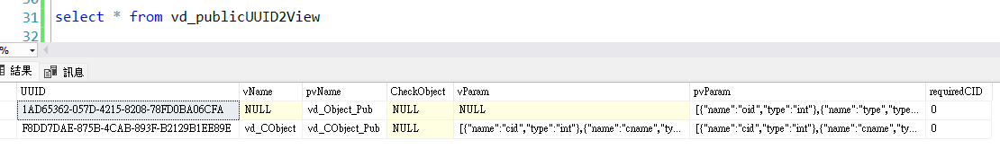 31 select * from vd_publicUUID2View
32
%
結果 訊息
UUID vName pvName CheckObject vParam pvParam requiredCID
1AD65362-057D-4215-8208-78FD0BA06CFA NULL vd_Object_Pub NULL NULL [{"name":"oid","type":"int"},{"name":"type","type... 0
F8DD7DAE-875B-4CAB-893F-B2129B1EE89E vd_CObject vd_CObject_Pub NULL [{"name":"cid","type":"int"},{"name":"cname","ty... [{"name":"cid","type":"int"},{"name":"cname","ty... 0